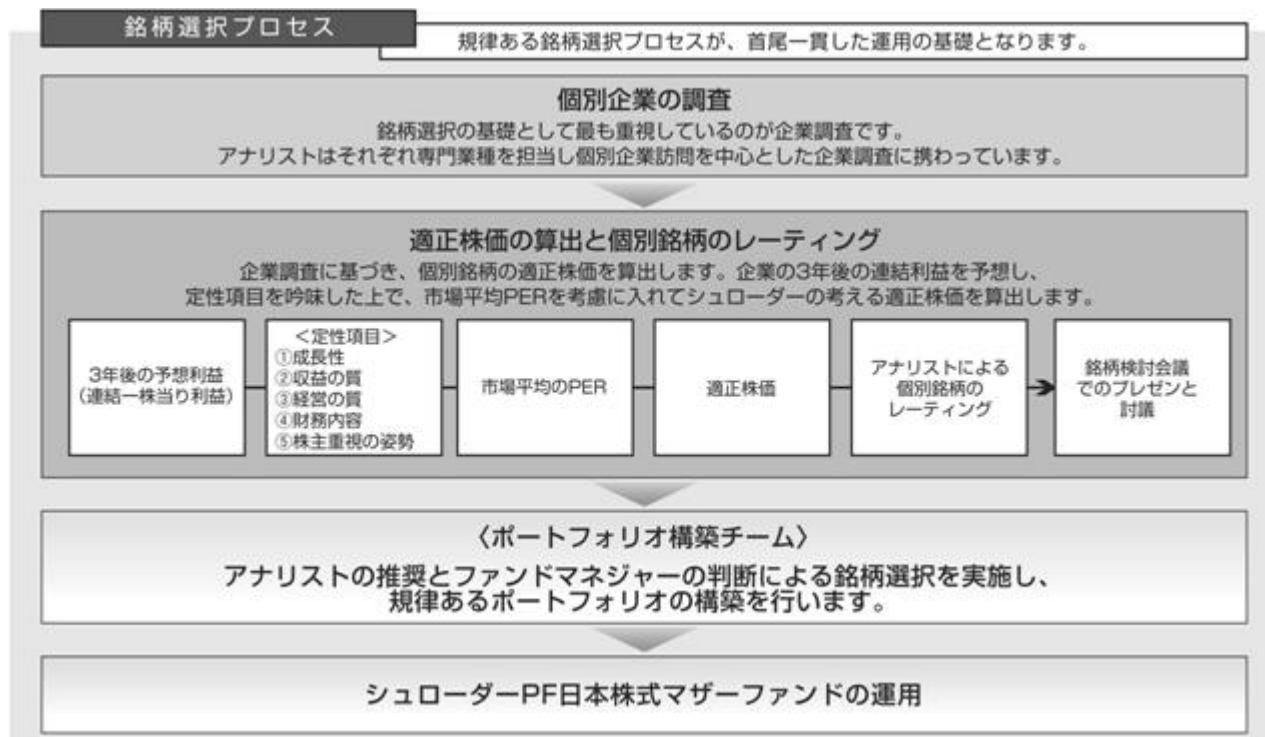 銘柄選択プロセス
規律ある銘柄選択プロセスが、首尾一貫した運用の基礎となります。
個別企業の調査
銘柄選択の基礎として最も重視しているのが企業調査です。
アナリストはそれぞれ専門業種を担当し個別企業訪問を中心とした企業調査に携わっています。
適正株価の算出と個別銘柄のレーティング
企業調査に基づき、個別銘柄の適正株価を算出します。企業の3年後の連結利益を予想し、
定性項目を吟味した上で、市場平均PERを考慮に入れてシュローダーの考える適正株価を算出します。
3年後の予想利益
（連結一株当り利益）
＜定性項目＞
①成長性
②収益の質
③経営の質
④財務内容
⑤株主重視の姿勢
市場平均のPER
適正株価
アナリストによる
個別銘柄の
レーティング
銘柄検討会議
でのプレゼンと
討議
〈ポートフォリオ構築チーム〉
アナリストの推奨とファンドマネジャーの判断による銘柄選択を実施し、
規律あるポートフォリオの構築を行います。
シュローダーPF日本株式マザーファンドの運用